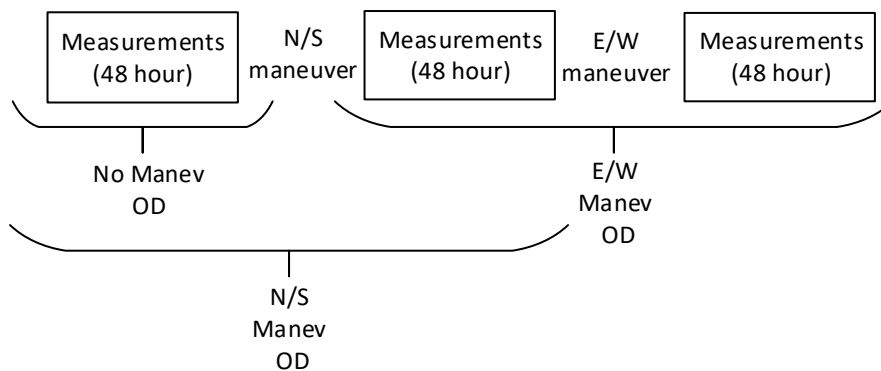 Measurements
(48 hour)
N/S
maneuver
Measurements
(48 hour)
E/W
maneuver
Measurements
(48 hour)
No Manev
OD
E/W
Manev
OD
N/S
Manev
OD